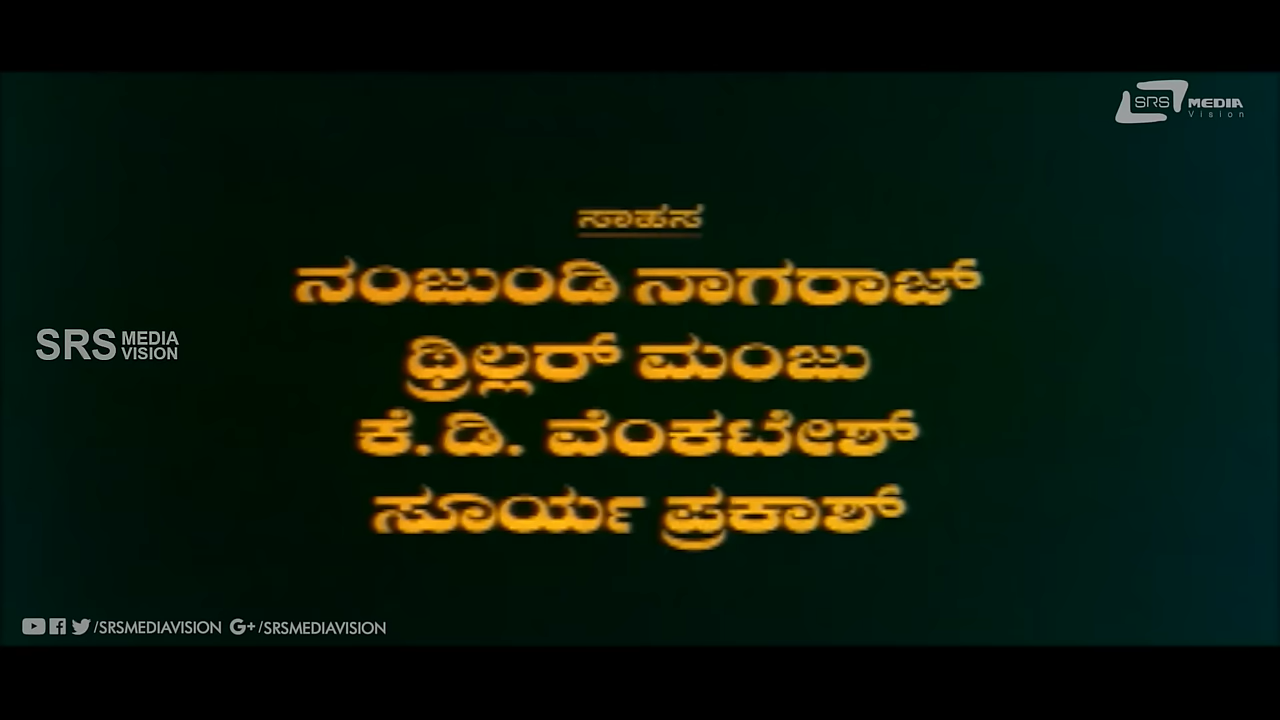 SRS MEDIA
Vision
ಸಾಹಸ
ನಂಜುಂಡಿ ನಾಗರಾಜ್
ಥ್ರಿಲ್ಲರ್ ಮಂಜು
SRS MEDIA VISION
ಕೆ.ಡಿ. ವೆಂಕಟೇಶ್
ಸೂರ್ಯ ಪ್ರಕಾಶ್
/SRSMEDIAVISION G+/SRSMEDIAVISION